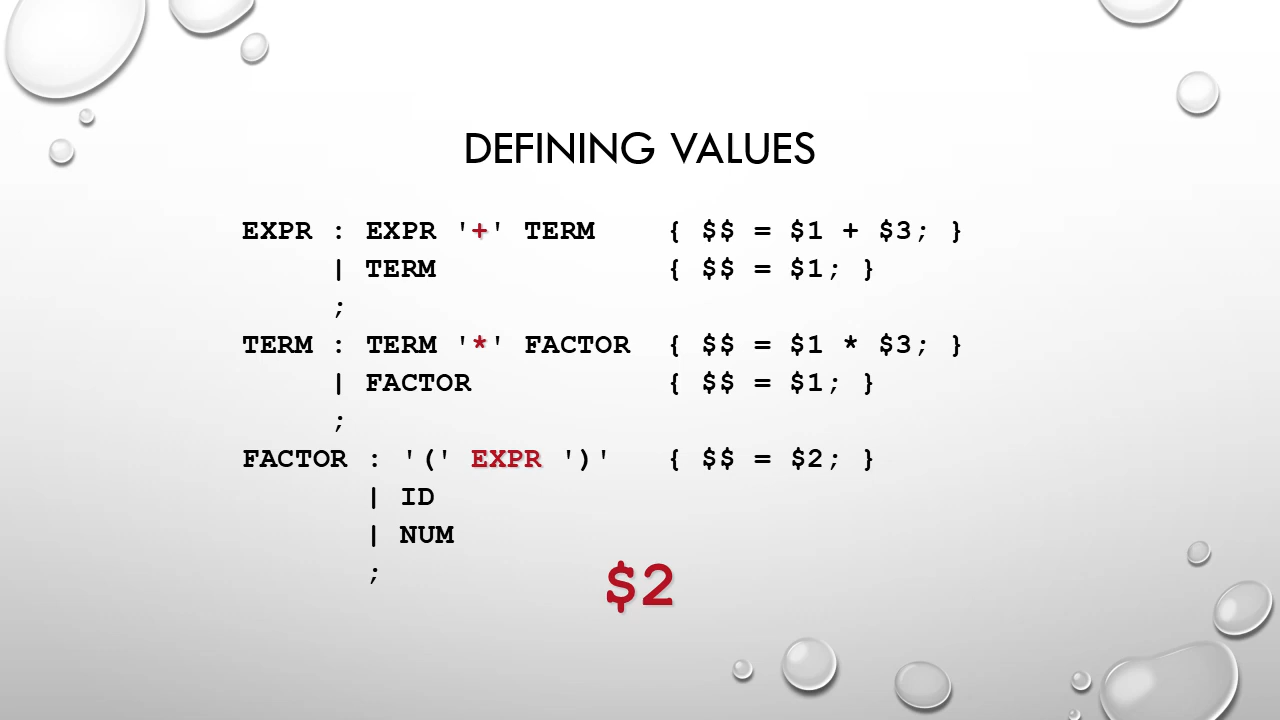 DEFINING VALUES
EXPR : EXPR '+' TERM { $$ = $1 + $3; }
| TERM { $$ = $1; }
;
TERM : TERM '*' FACTOR { $$ = $1 * $3; }
| FACTOR { $$ = $1; }
;
FACTOR : '(' EXPR ')' { $$ = $2; }
| ID
| NUM
;
$2